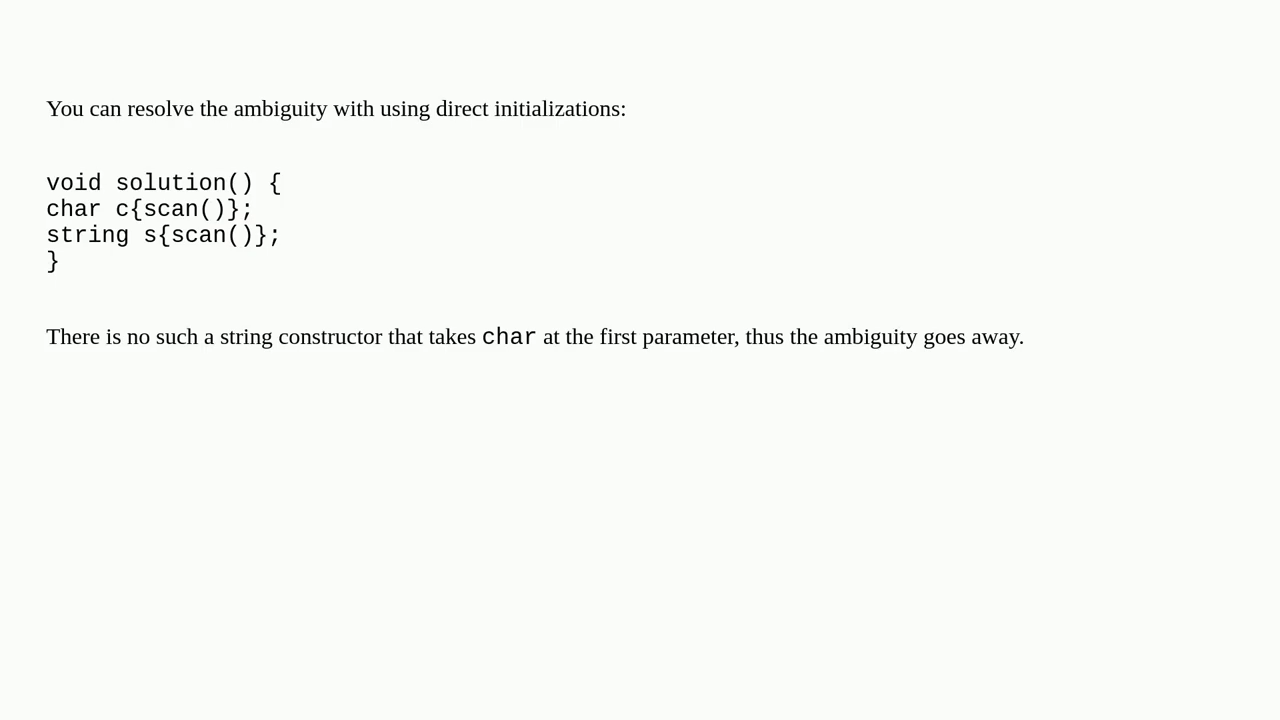 You can resolve the ambiguity with using direct initializations:
void solution() {
char c{scan()};
string s{scan()};
}
There is no such a string constructor that takes char at the first parameter, thus the ambiguity goes away.